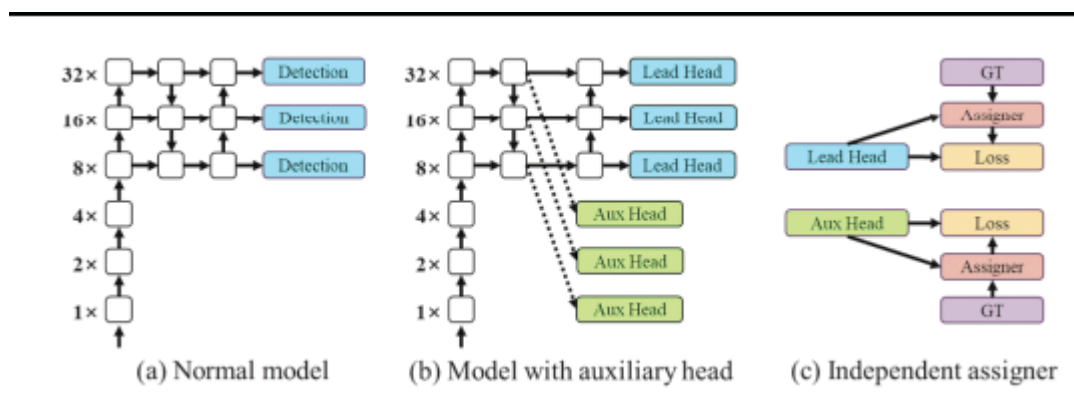 32× Detection
16× Detection
8× Detection
4×
2×
1×
(a) Normal model
32× Lead Head
16× Lead Head
8× Lead Head
4× Aux Head
2× Aux Head
1× Aux Head
(b) Model with auxiliary head
GT
Assigner
Lead Head Loss
Aux Head Loss
Assigner
GT
(c) Independent assigner